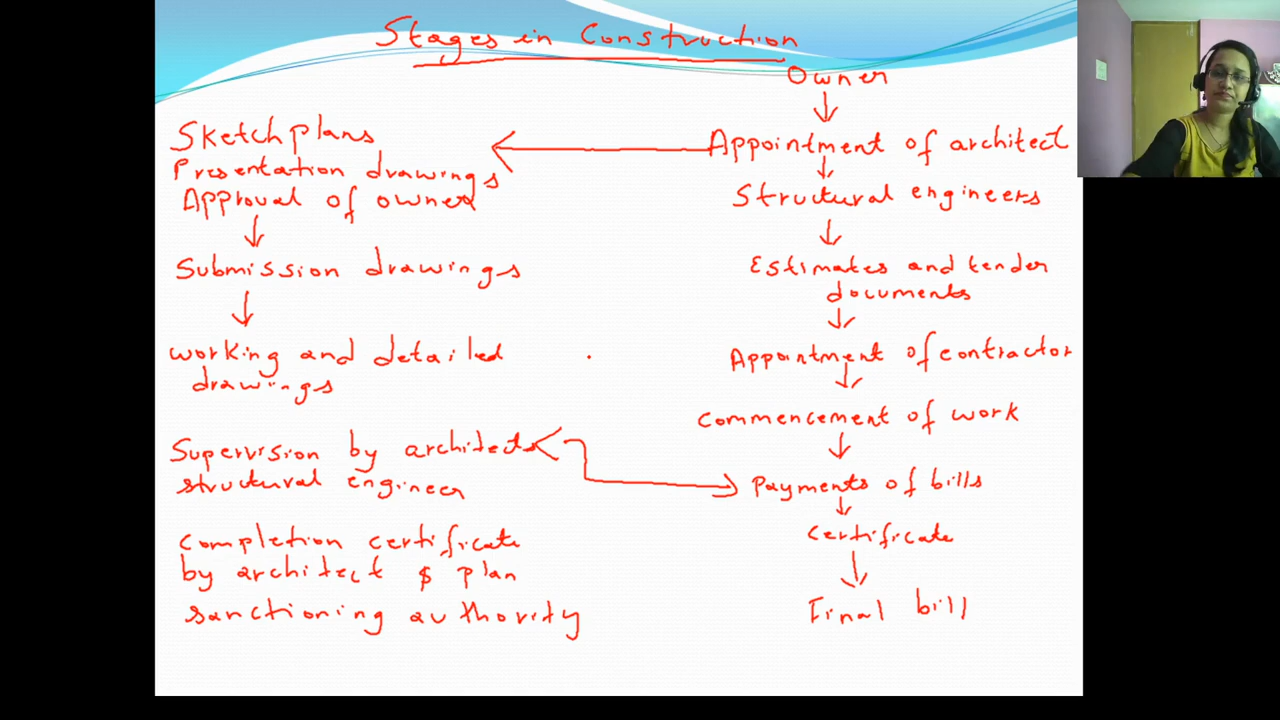 Stages in Construction
Owner
Appointment of architect
Structural engineers
Estimates and tender
documents
Appointment of contractor
Commencement of work
Payments of bills
Certificate
Final bill
Sketch plans
Presentation drawings
Approval of owner
Submission drawings
working and detailed
drawings
Supervision by architects
structural engineer
Completion certificate
by architect & plan
sanctioning authority